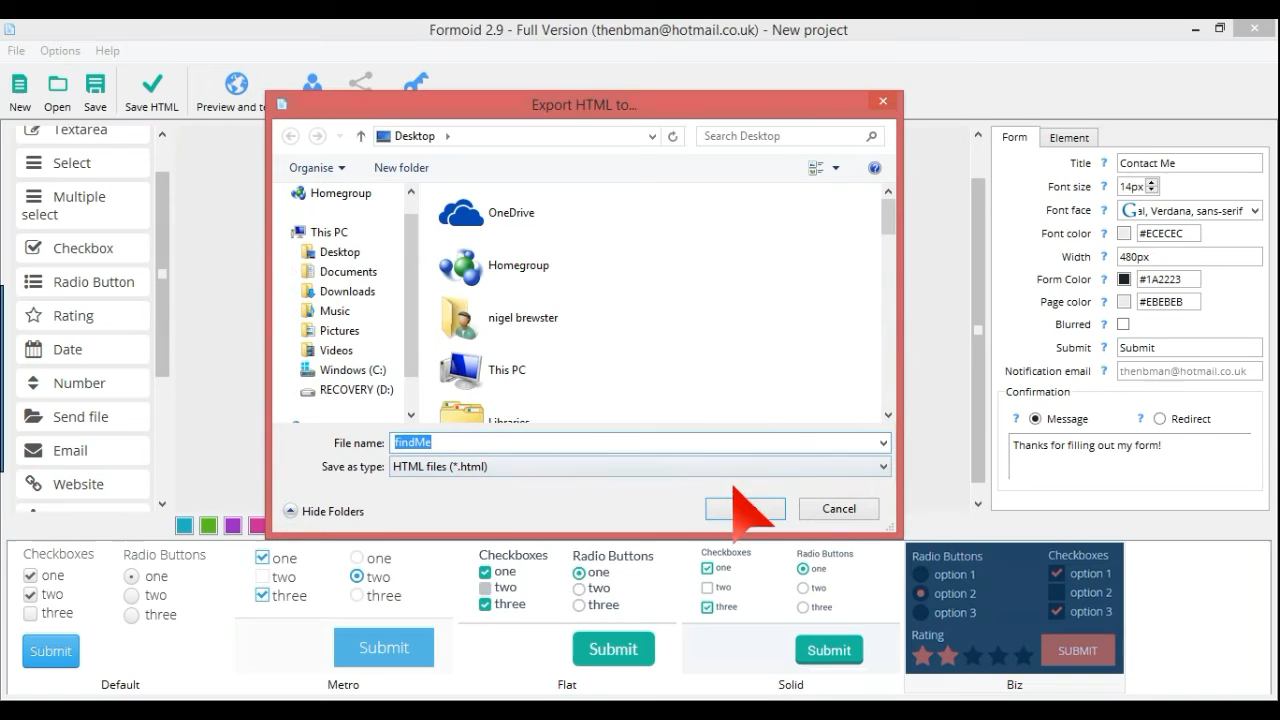 Formoid 2.9 - Full Version (thenbman@hotmail.co.uk) - New project
File Options Help
New Open Save Save HTML Preview and te
Export HTML to...
Desktop
Search Desktop
Organise New folder
Homegroup
This PC
Desktop
Documents
Downloads
Music
Pictures
Videos
Windows (C:)
RECOVERY (D:)
OneDrive
Homegroup
nigel brewster
This PC
Libraries
File name: findMe
Save as type: HTML files (*.html)
Hide Folders
Cancel
Textarea
Select
Multiple
select
Checkbox
Radio Button
Rating
Date
Number
Send file
Email
Website
Form Element
Title ? Contact Me
Font size ? 14px
Font face ? Gal, Verdana, sans-serif
Font color ? #ECECEC
Width ? 480px
Form Color ? #1A2223
Page color ? #EBEBEB
Blurred ?
Submit ? Submit
Notification email ? thenbman@hotmail.co.uk
Confirmation
? Message ? Redirect
Thanks for filling out my form!
Checkboxes Radio Buttons
one one
two two
three three
Submit
Default
one one
two two
three three
Submit
Metro
Checkboxes Radio Buttons
one one
two two
three three
Submit
Flat
Checkboxes Radio Buttons
one one
two two
three three
Submit
Solid
Radio Buttons Checkboxes
option 1 option 1
option 2 option 2
option 3 option 3
Rating
SUBMIT
Biz